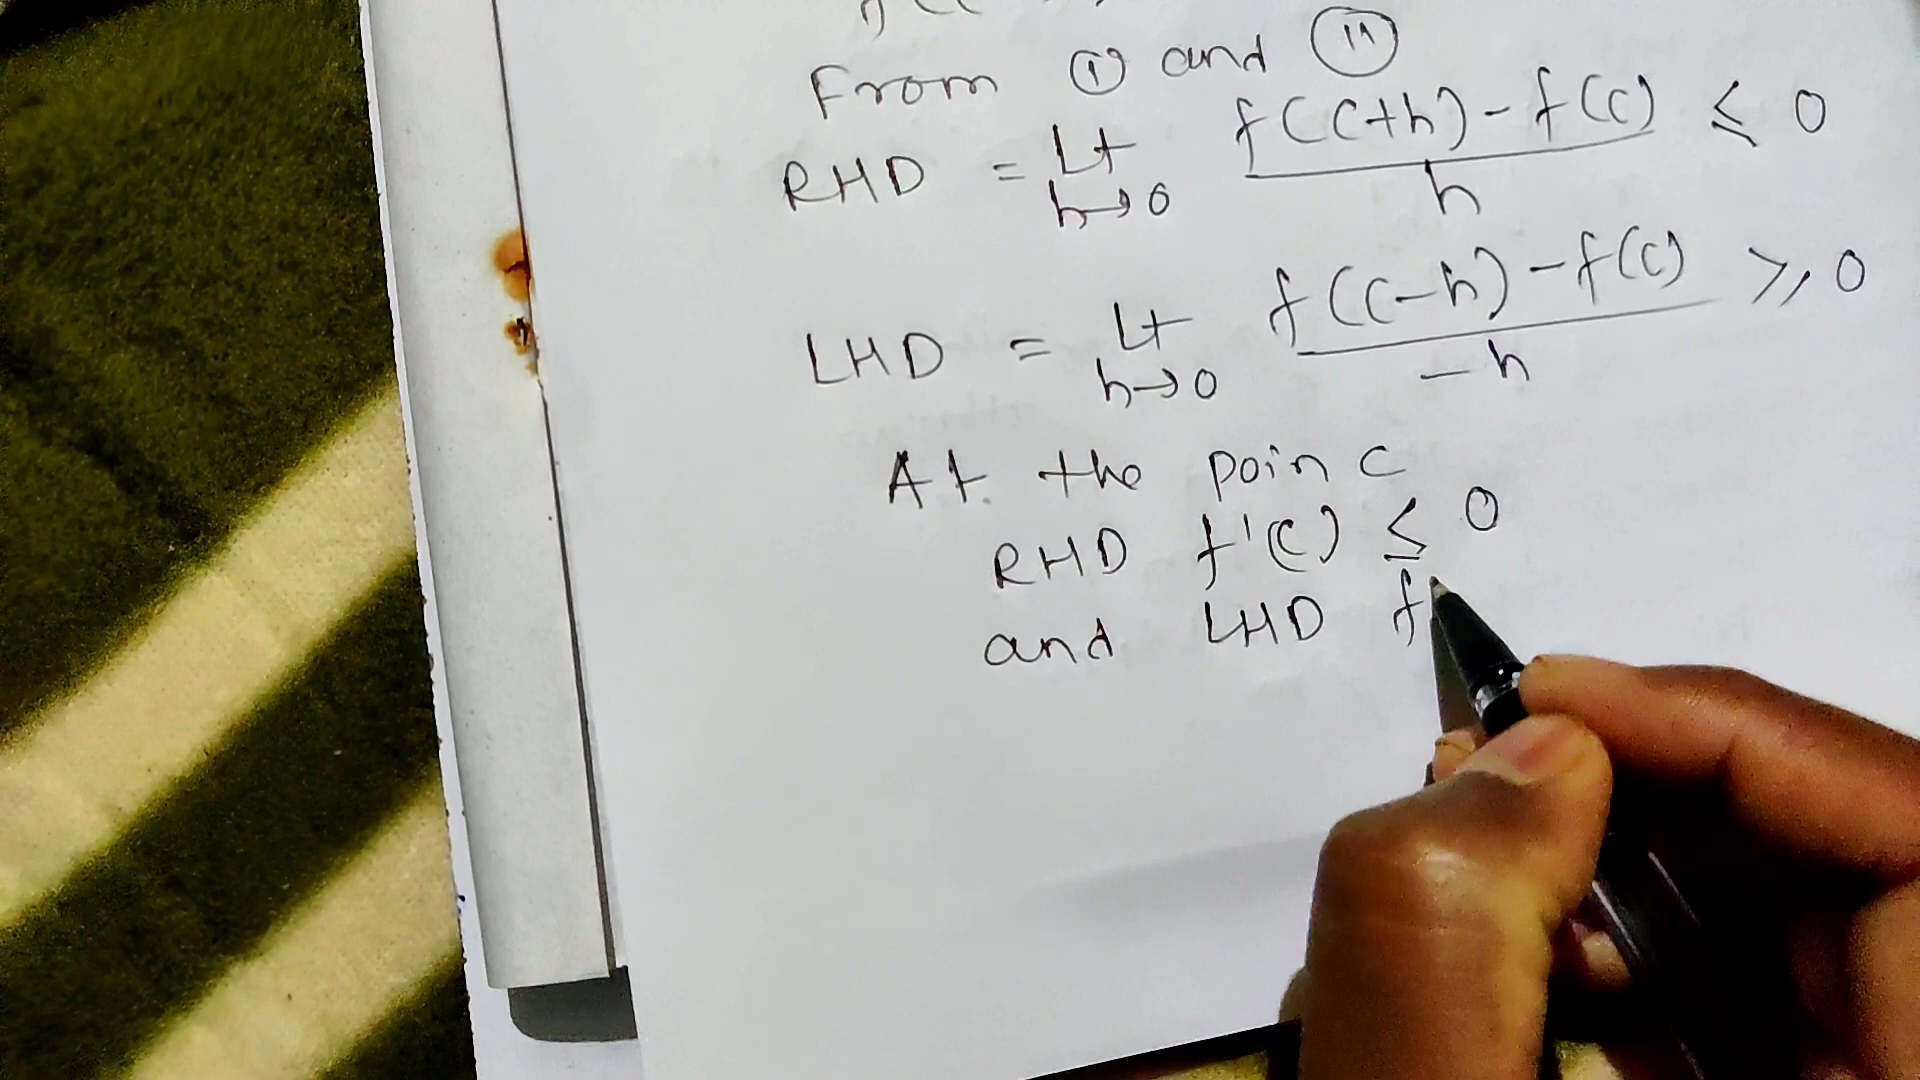 From (i) and (ii)
RHD = Lt h→0 f(c+h) - f(c) / h ≤ 0
LHD = Lt h→0 f(c-h) - f(c) / -h ≥ 0
At the poin c
RHD f'(c) ≤ 0
and LHD f